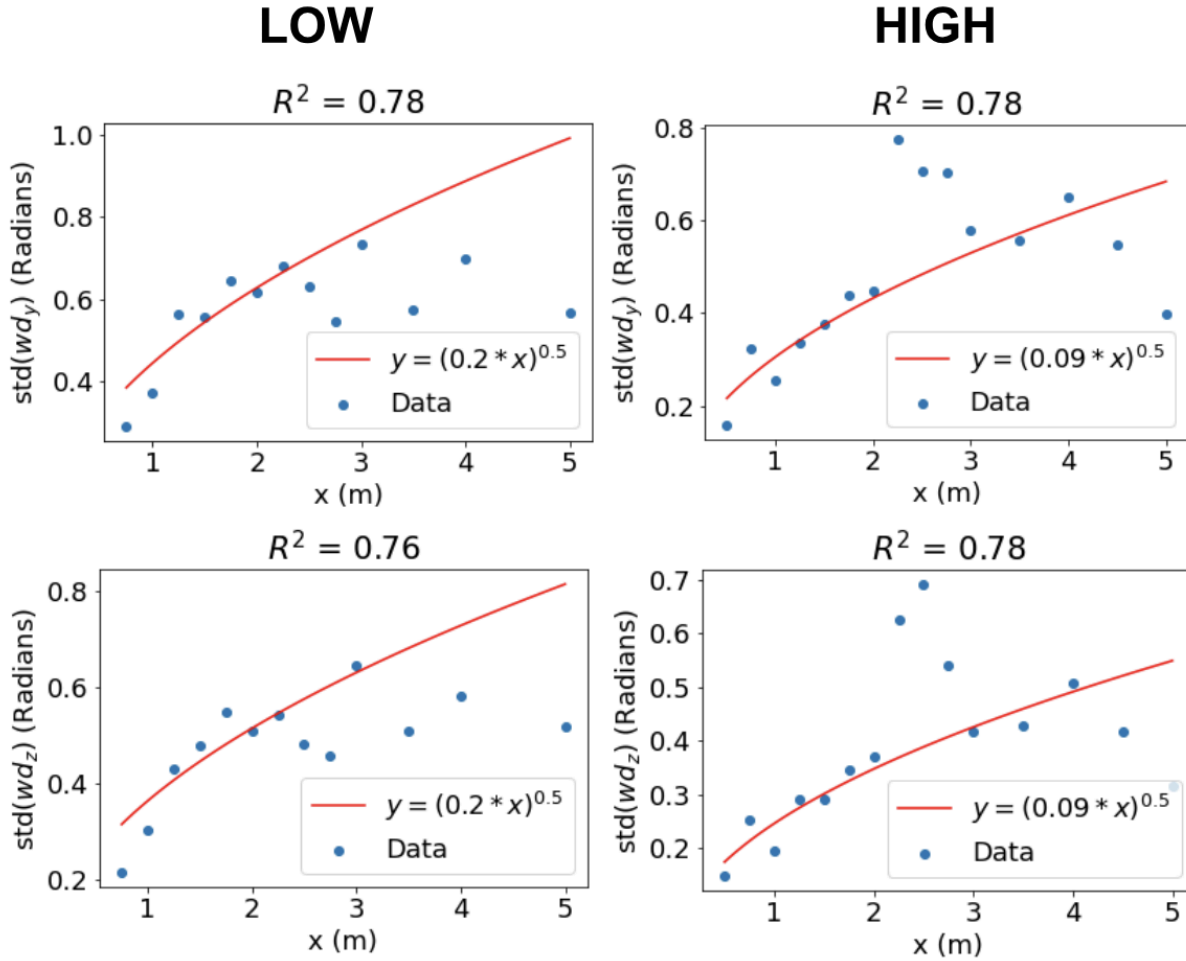 LOW
HIGH
R² = 0.78
1.0
0.8
0.6
0.4
std(wd_y) (Radians)
y = (0.2 * x)^0.5
Data
1 2 3 4 5
x (m)
R² = 0.78
0.8
0.6
0.4
0.2
std(wd_y) (Radians)
y = (0.09 * x)^0.5
Data
1 2 3 4 5
x (m)
R² = 0.76
0.8
0.6
0.4
0.2
std(wd_z) (Radians)
y = (0.2 * x)^0.5
Data
1 2 3 4 5
x (m)
R² = 0.78
0.7
0.6
0.5
0.4
0.3
0.2
std(wd_z) (Radians)
y = (0.09 * x)^0.5
Data
1 2 3 4 5
x (m)